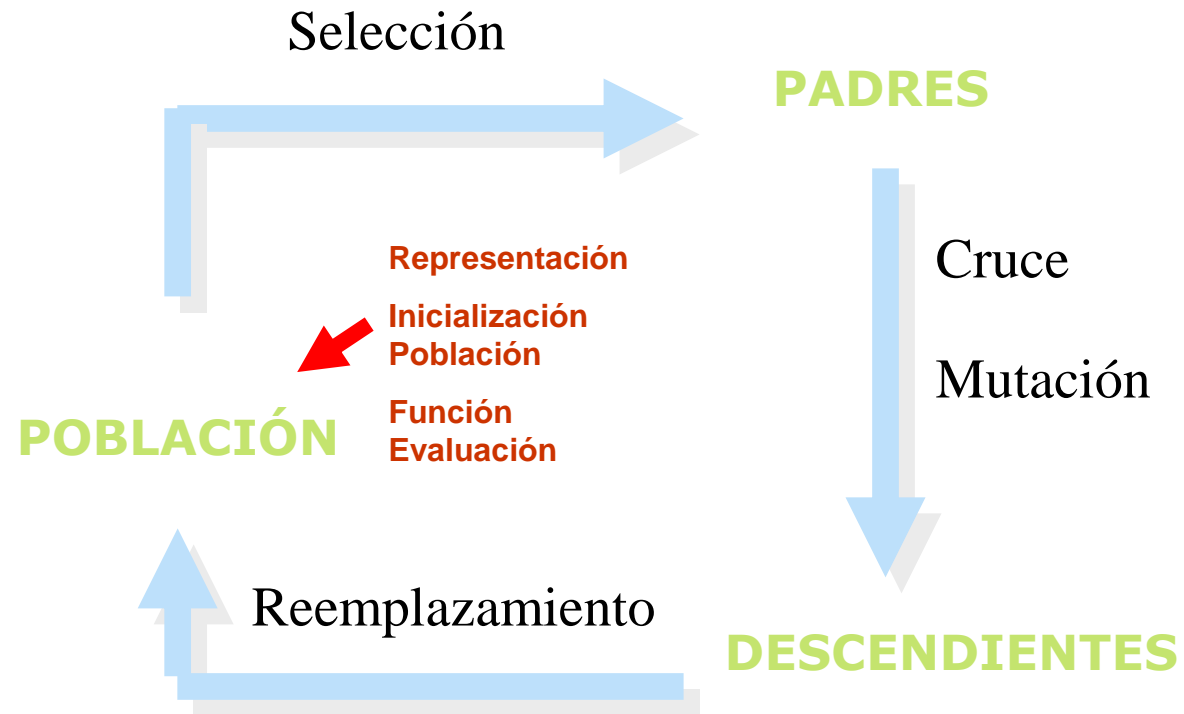 Selección
PADRES
Representación
Inicialización
Población
Función
Evaluación
Cruce
Mutación
POBLACIÓN
Reemplazamiento
DESCENDIENTES